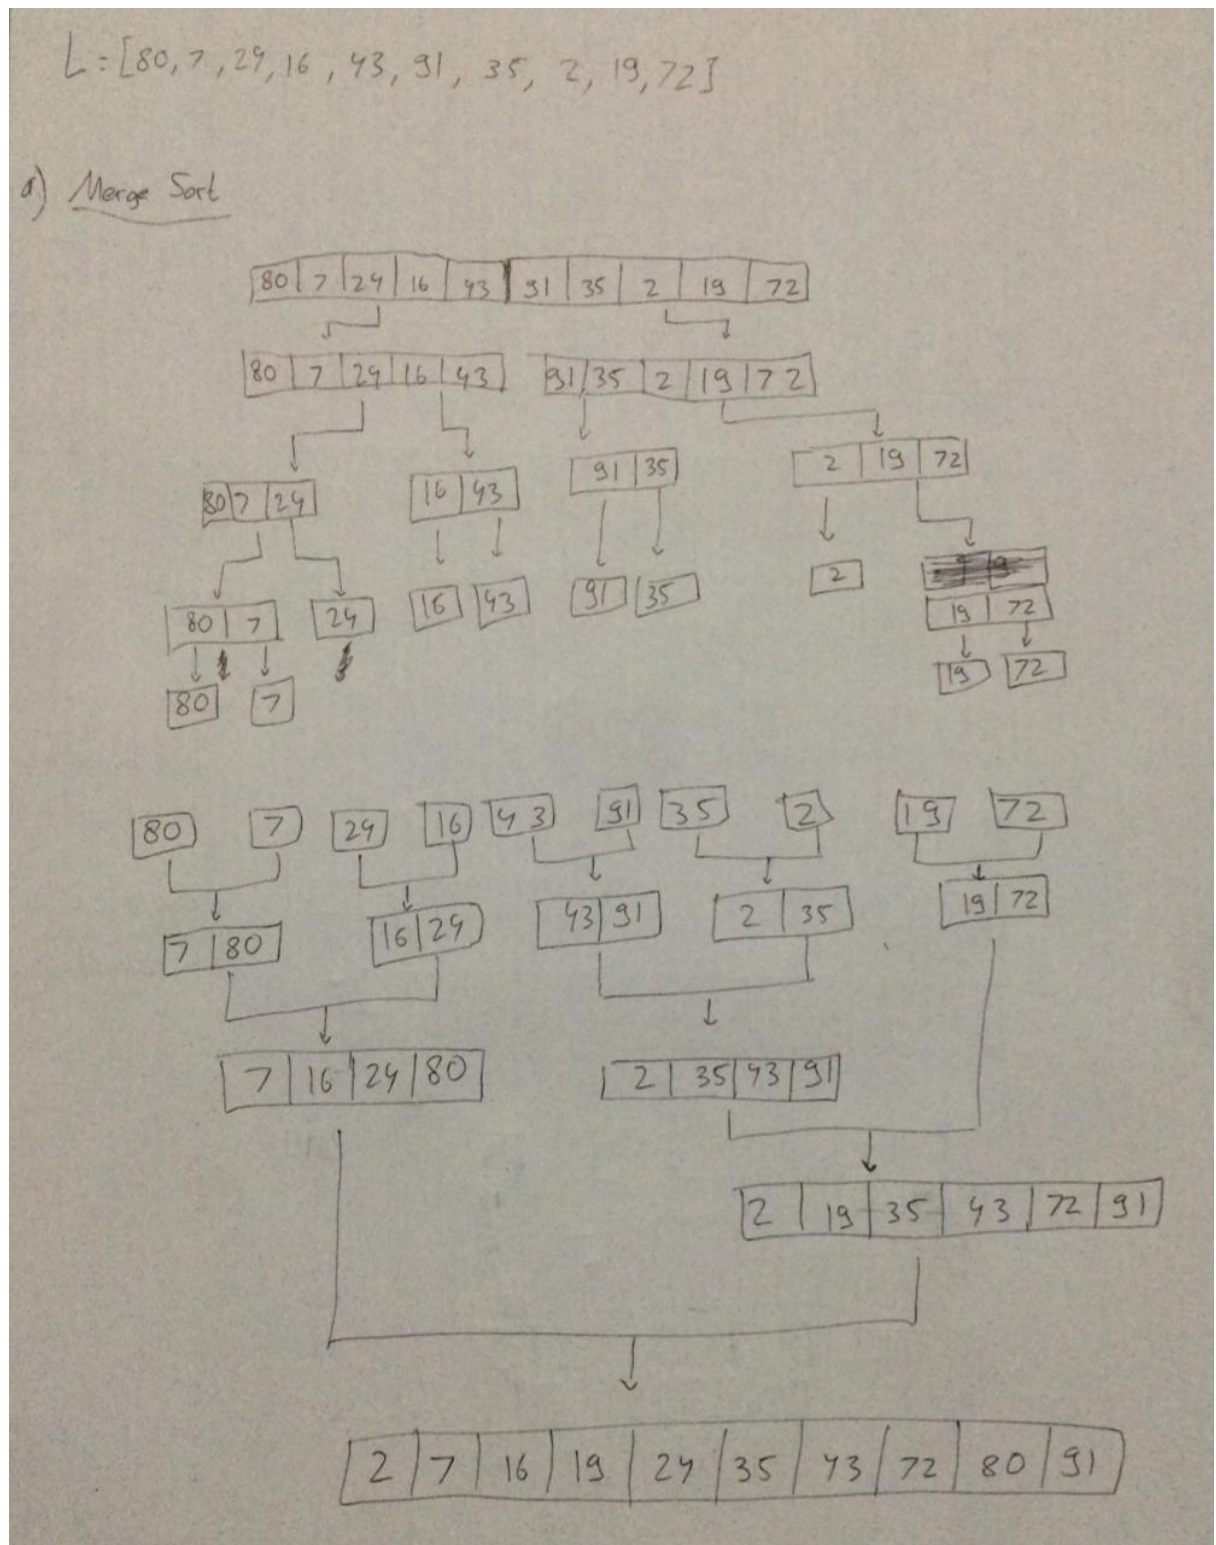 L = [80, 7, 24, 16, 43, 91, 35, 2, 19, 72]
a) Merge Sort
80 7 24 16 43 91 35 2 19 72
80 7 24 16 43 91 35 2 19 72
80 7 24 16 43 91 35 2 19 72
80 7 24 16 43 91 35 2
19 72
80 7 19 72
80 7 24 16 43 91 35 2 19 72
7 80 16 24 43 91 2 35 19 72
7 16 24 80 2 35 43 91
2 19 35 43 72 91
2 7 16 19 24 35 43 72 80 91